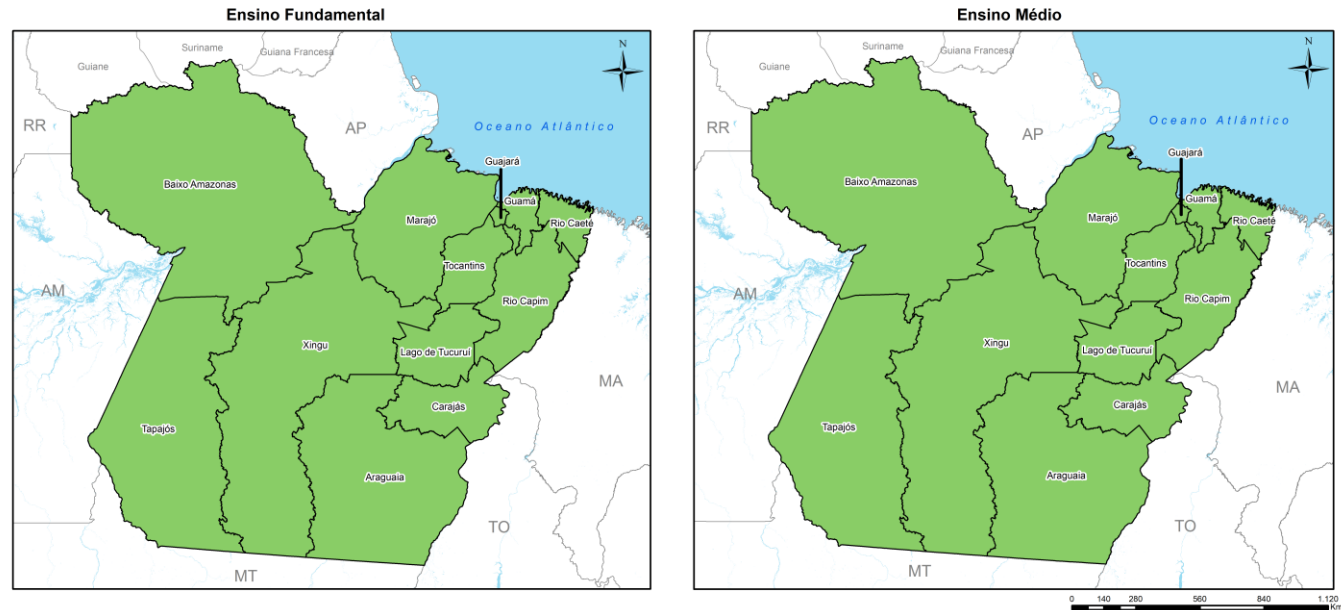 Ensino Fundamental
N
Suriname
Guiana Francesa
Guiane
RR
AP
Oceano Atlântico
Guajará
Baixo Amazonas
Guamá
Marajó
Rio Caeté
Tocantins
AM
Rio Capim
Xingu
Lago de Tucuruí
MA
Carajás
Tapajós
Araguaia
TO
MT
Ensino Médio
N
Suriname
Guiana Francesa
Guiane
RR
AP
Oceano Atlântico
Guajará
Baixo Amazonas
Guamá
Marajó
Rio Caeté
Tocantins
AM
Rio Capim
Xingu
Lago de Tucuruí
MA
Carajás
Tapajós
Araguaia
TO
MT
0 140 280 560 840 1.120
Km